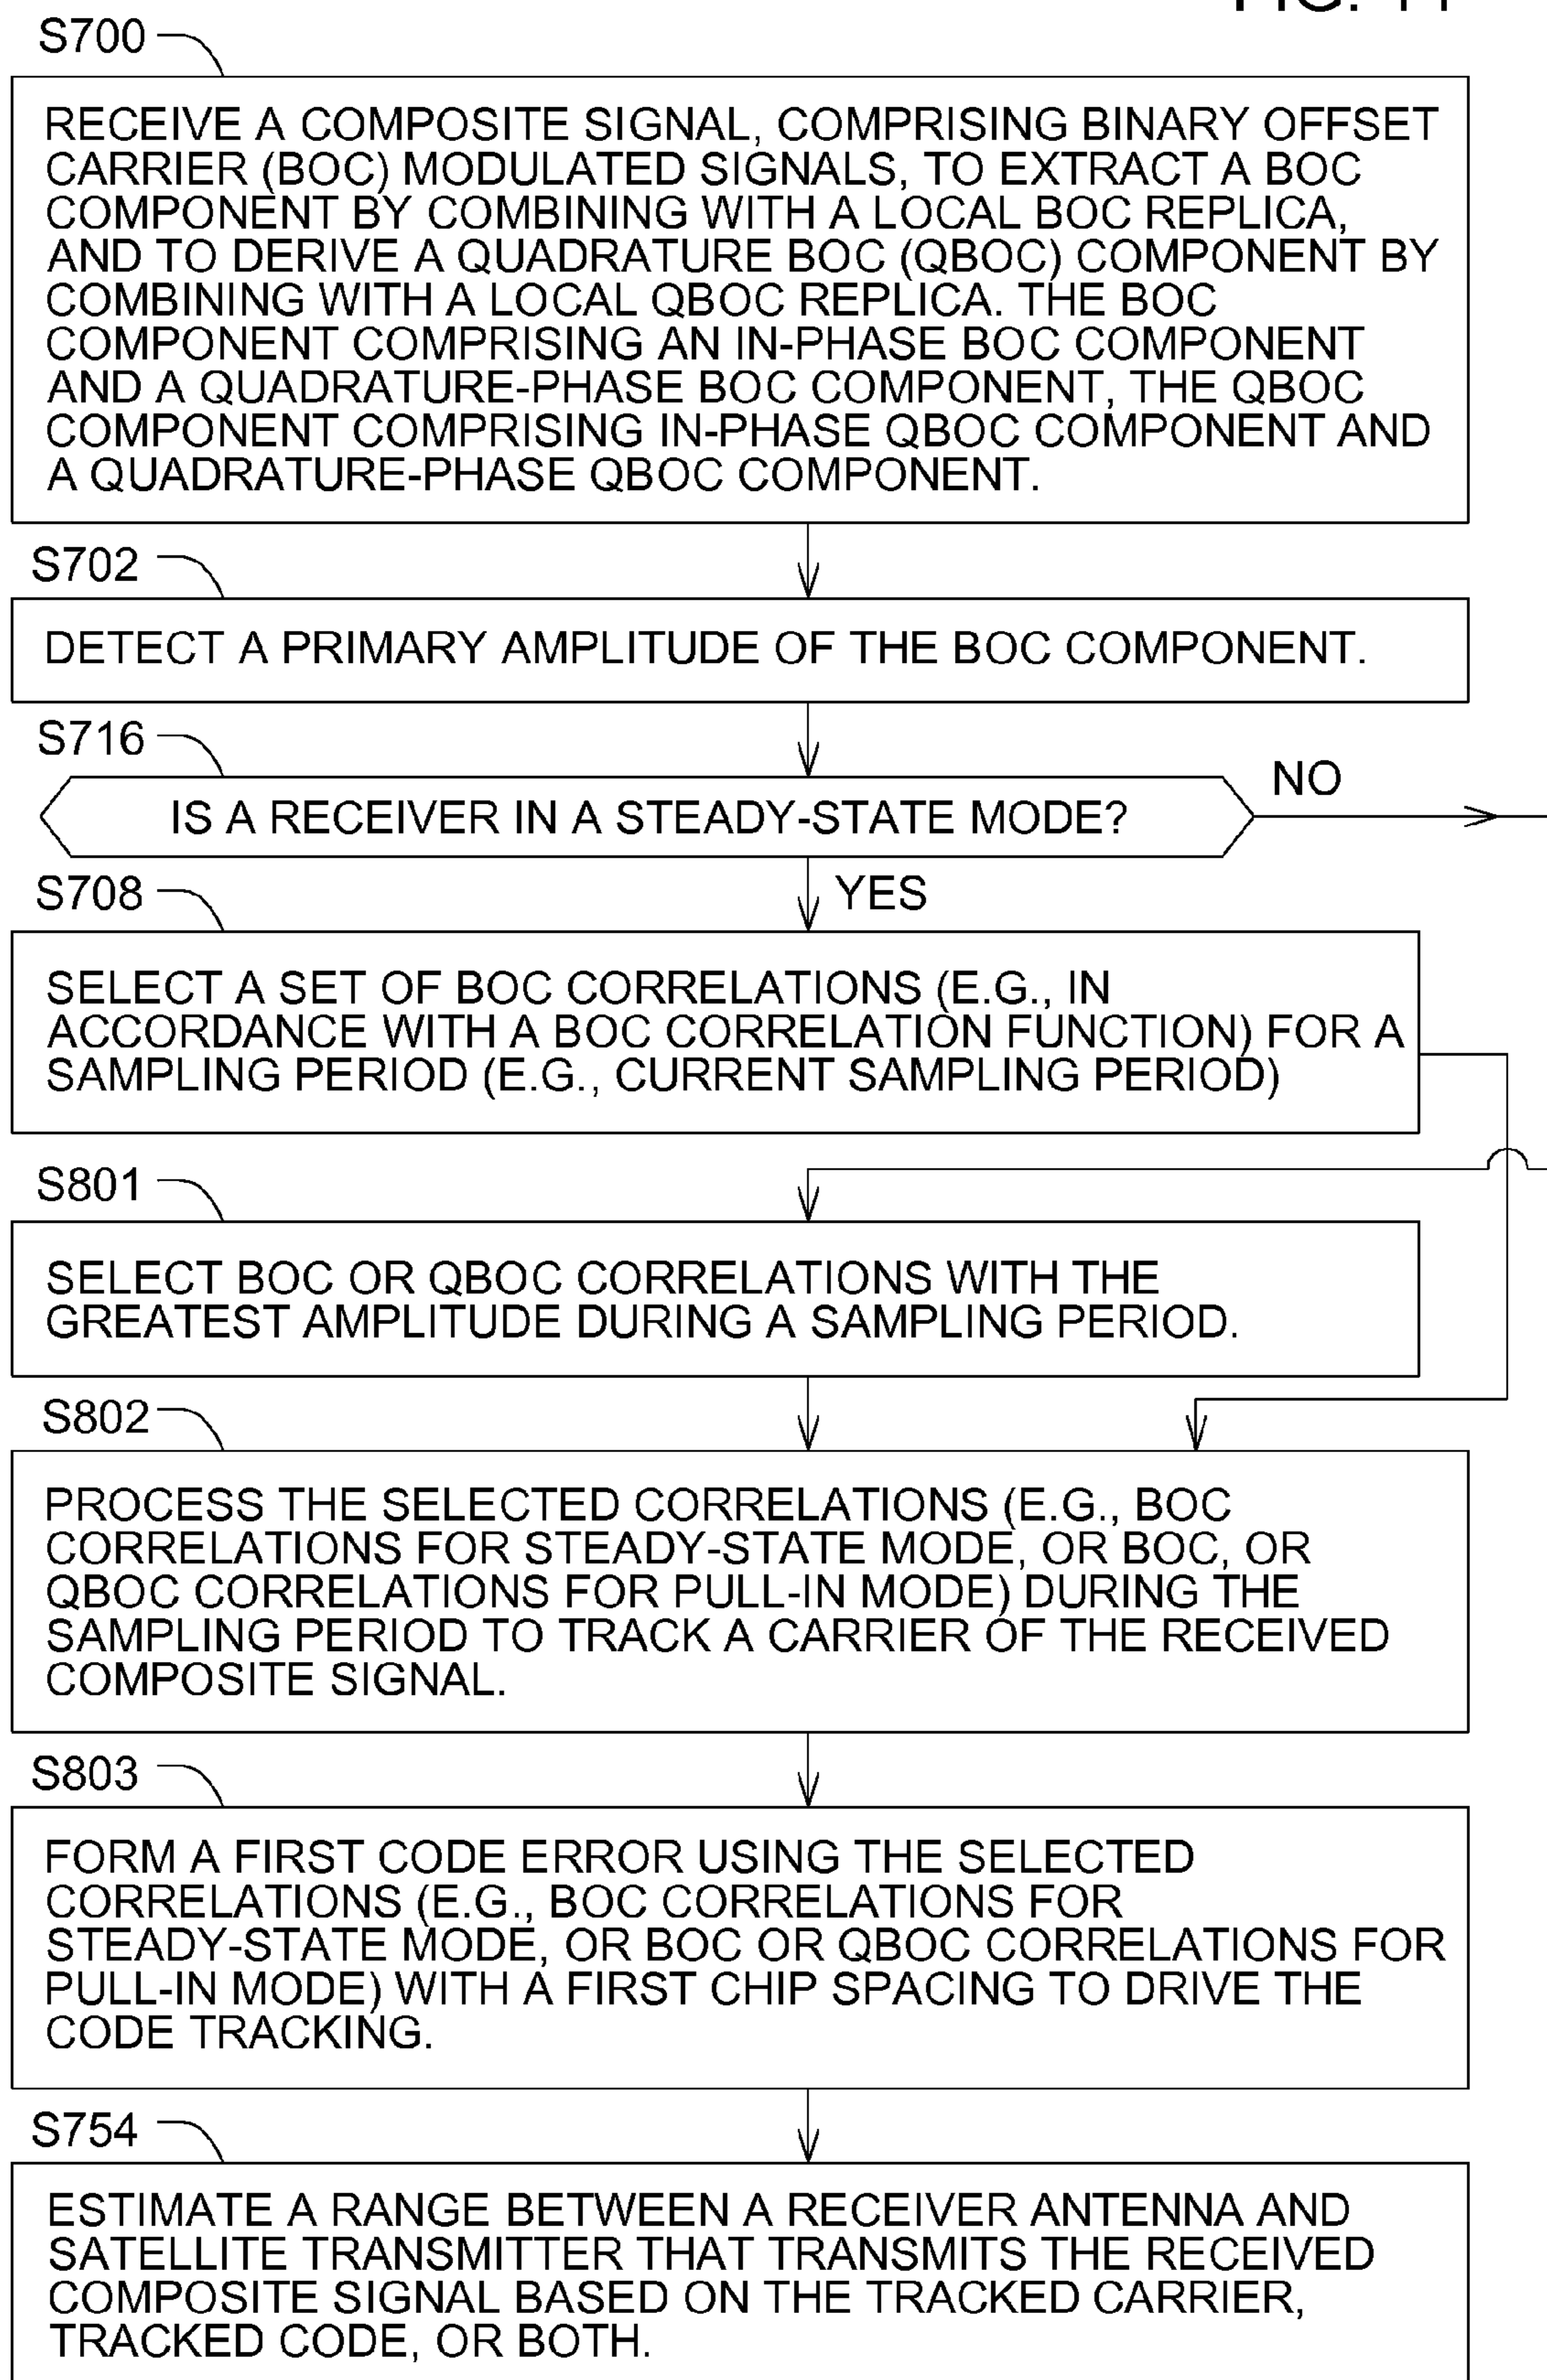 S700
RECEIVE A COMPOSITE SIGNAL, COMPRISING BINARY OFFSET
CARRIER (BOC) MODULATED SIGNALS, TO EXTRACT A BOC
COMPONENT BY COMBINING WITH A LOCAL BOC REPLICA,
AND TO DERIVE A QUADRATURE BOC (QBOC) COMPONENT BY
COMBINING WITH A LOCAL QBOC REPLICA. THE BOC
COMPONENT COMPRISING AN IN-PHASE BOC COMPONENT
AND A QUADRATURE-PHASE BOC COMPONENT, THE QBOC
COMPONENT COMPRISING IN-PHASE QBOC COMPONENT AND
A QUADRATURE-PHASE QBOC COMPONENT.
S702
DETECT A PRIMARY AMPLITUDE OF THE BOC COMPONENT.
S716
IS A RECEIVER IN A STEADY-STATE MODE?
NO
YES
S708
SELECT A SET OF BOC CORRELATIONS (E.G., IN
ACCORDANCE WITH A BOC CORRELATION FUNCTION) FOR A
SAMPLING PERIOD (E.G., CURRENT SAMPLING PERIOD)
S801
SELECT BOC OR QBOC CORRELATIONS WITH THE
GREATEST AMPLITUDE DURING A SAMPLING PERIOD.
S802
PROCESS THE SELECTED CORRELATIONS (E.G., BOC
CORRELATIONS FOR STEADY-STATE MODE, OR BOC, OR
QBOC CORRELATIONS FOR PULL-IN MODE) DURING THE
SAMPLING PERIOD TO TRACK A CARRIER OF THE RECEIVED
COMPOSITE SIGNAL.
S803
FORM A FIRST CODE ERROR USING THE SELECTED
CORRELATIONS (E.G., BOC CORRELATIONS FOR
STEADY-STATE MODE, OR BOC OR QBOC CORRELATIONS FOR
PULL-IN MODE) WITH A FIRST CHIP SPACING TO DRIVE THE
CODE TRACKING.
S754
ESTIMATE A RANGE BETWEEN A RECEIVER ANTENNA AND
SATELLITE TRANSMITTER THAT TRANSMITS THE RECEIVED
COMPOSITE SIGNAL BASED ON THE TRACKED CARRIER,
TRACKED CODE, OR BOTH.